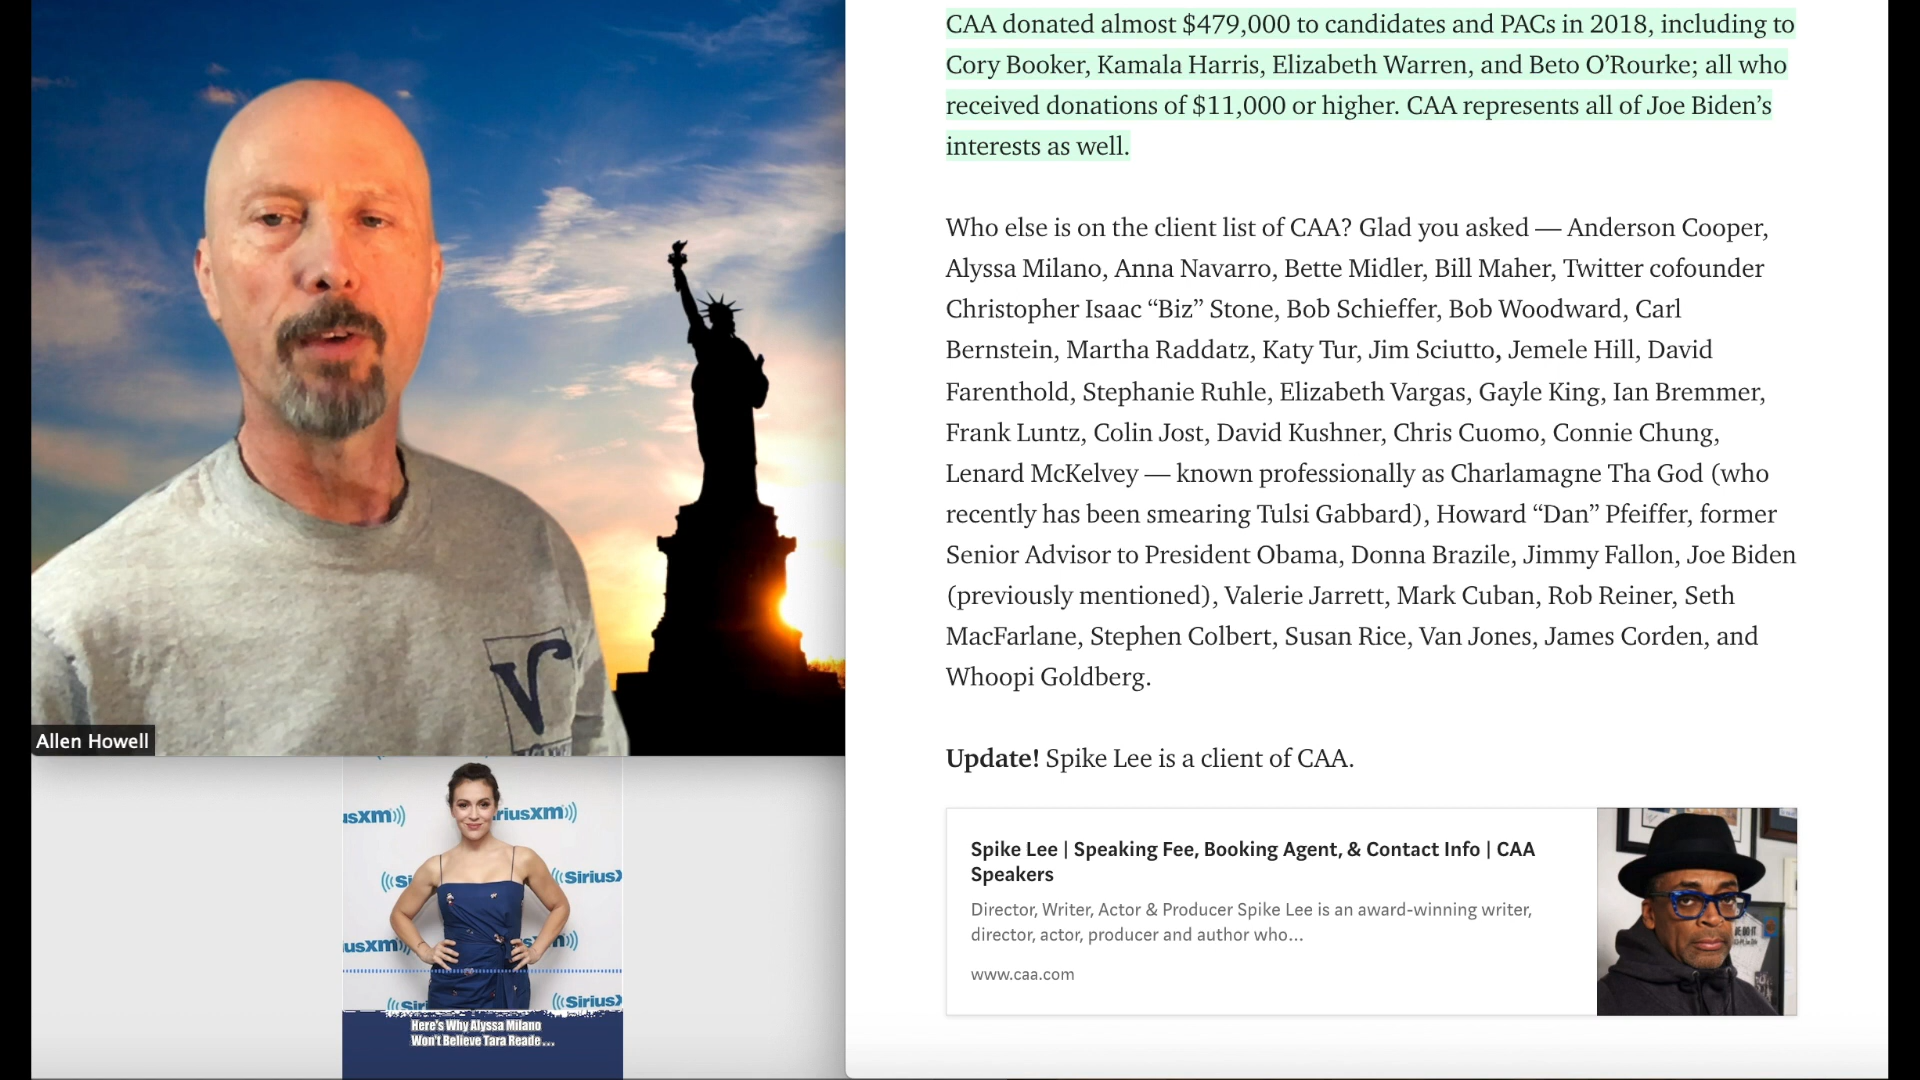 CAA donated almost $479,000 to candidates and PACs in 2018, including to
Cory Booker, Kamala Harris, Elizabeth Warren, and Beto O’Rourke; all who
received donations of $11,000 or higher. CAA represents all of Joe Biden’s
interests as well.
Who else is on the client list of CAA? Glad you asked — Anderson Cooper,
Alyssa Milano, Anna Navarro, Bette Midler, Bill Maher, Twitter cofounder
Christopher Isaac “Biz” Stone, Bob Schieffer, Bob Woodward, Carl
Bernstein, Martha Raddatz, Katy Tur, Jim Sciutto, Jemele Hill, David
Farenthold, Stephanie Ruhle, Elizabeth Vargas, Gayle King, Ian Bremmer,
Frank Luntz, Colin Jost, David Kushner, Chris Cuomo, Connie Chung,
Lenard McKelvey — known professionally as Charlamagne Tha God (who
recently has been smearing Tulsi Gabbard), Howard “Dan” Pfeiffer, former
Senior Advisor to President Obama, Donna Brazile, Jimmy Fallon, Joe Biden
(previously mentioned), Valerie Jarrett, Mark Cuban, Rob Reiner, Seth
MacFarlane, Stephen Colbert, Susan Rice, Van Jones, James Corden, and
Whoopi Goldberg.
Update! Spike Lee is a client of CAA.
Spike Lee | Speaking Fee, Booking Agent, & Contact Info | CAA
Speakers
Director, Writer, Actor & Producer Spike Lee is an award-winning writer,
director, actor, producer and author who...
www.caa.com
Allen Howell
usxm
riusxm
Si
SiriusX
usxm
SiriusX
Here's Why Alyssa Milano
Won't Believe Tara Reade ...